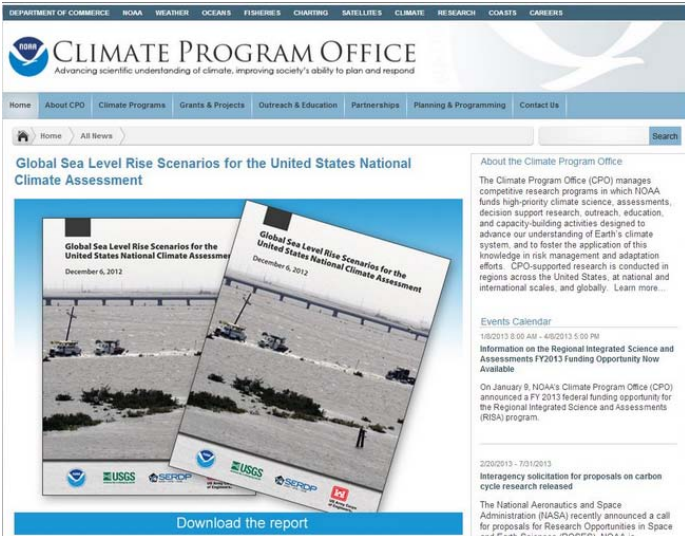 DEPARTMENT OF COMMERCE NOAA WEATHER OCEANS FISHERIES CHARTING SATELLITES CLIMATE RESEARCH COASTS CAREERS
NOAA
CLIMATE PROGRAM OFFICE
Advancing scientific understanding of climate, improving society's ability to plan and respond
Home About CPO Climate Programs Grants & Projects Outreach & Education Partnerships Planning & Programming Contact Us
Home All News Search
Global Sea Level Rise Scenarios for the United States National
Climate Assessment
Global Sea Level Rise Scenarios for the
United States National Climate Assessmen
December 6, 2012
USGS
SERDP
Global Sea Level Rise Scenarios for the
United States National Climate Assessment
December 6, 2012
USGS
SERDP
US Army Corps
of Engineers
Download the report
About the Climate Program Office
The Climate Program Office (CPO) manages
competitive research programs in which NOAA
funds high-priority climate science, assessments,
decision support research, outreach, education,
and capacity-building activities designed to
advance our understanding of Earth's climate
system, and to foster the application of this
knowledge in risk management and adaptation
efforts. CPO-supported research is conducted in
regions across the United States, at national and
international scales, and globally. Learn more...
Events Calendar
1/8/2013 8:00 AM - 4/6/2013 5:00 PM
Information on the Regional Integrated Science and
Assessments FY2013 Funding Opportunity Now
Available
On January 9, NOAA's Climate Program Office (CPO)
announced a FY 2013 federal funding opportunity for
the Regional Integrated Science and Assessments
(RISA) program.
2/20/2013 - 7/31/2013
Interagency solicitation for proposals on carbon
cycle research released
The National Aeronautics and Space
Administration (NASA) recently announced a call
for proposals for Research Opportunities in Space
and Earth Sciences (ROSES). NOAA is